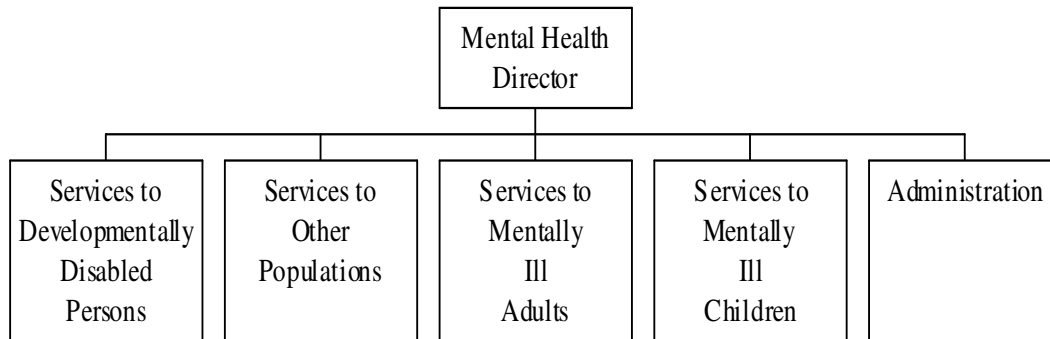 Mental Health
Director
Services to
Developmentally
Disabled
Persons
Services to
Other
Populations
Services to
Mentally
Ill
Adults
Services to
Mentally
Ill
Children
Administration